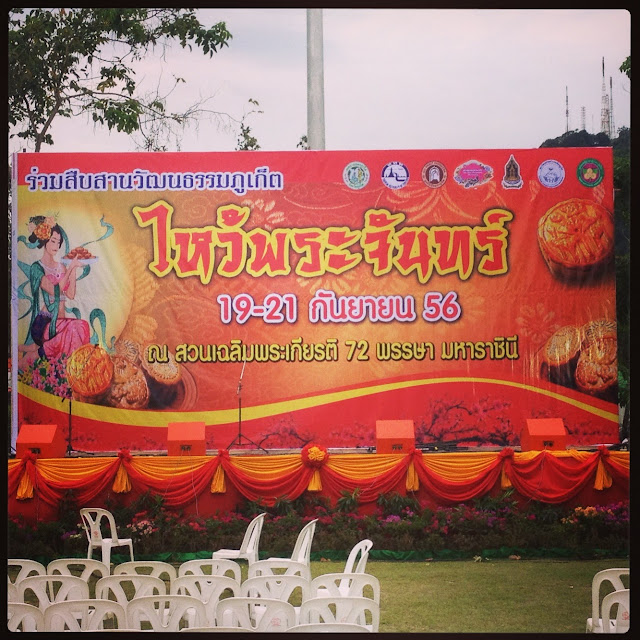 ร่วมสืบสานวัฒนธรรมภูเก็ต
ไหว้พระจันทร์
19-21 กันยายน 56
ณ สวนเฉลิมพระเกียรติ 72 พรรษา มหาราชินี